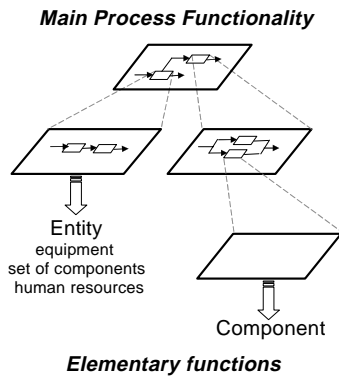 Main Process Functionality
Entity
equipment
set of components
human resources
Component
Elementary functions